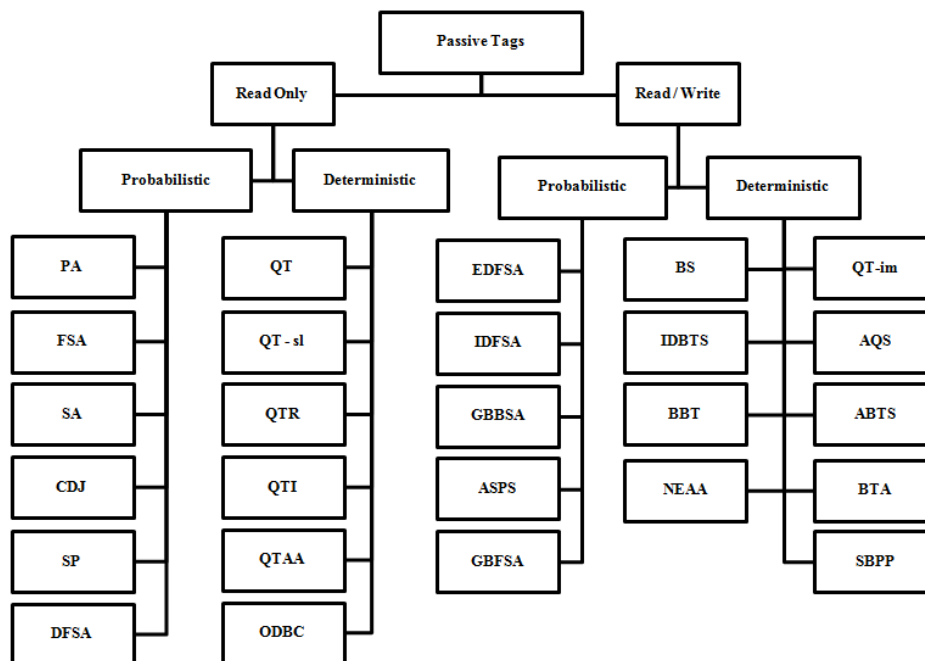 Passive Tags
Read Only
Read / Write
Probabilistic
Deterministic
Probabilistic
Deterministic
PA
FSA
SA
CDJ
SP
DFSA
QT
QT - sl
QTR
QTI
QTAA
ODBC
EDFSA
IDFSA
GBBSA
ASPS
GBFSA
BS
IDBTS
BBT
NEAA
QT-im
AQS
ABTS
BTA
SBPP